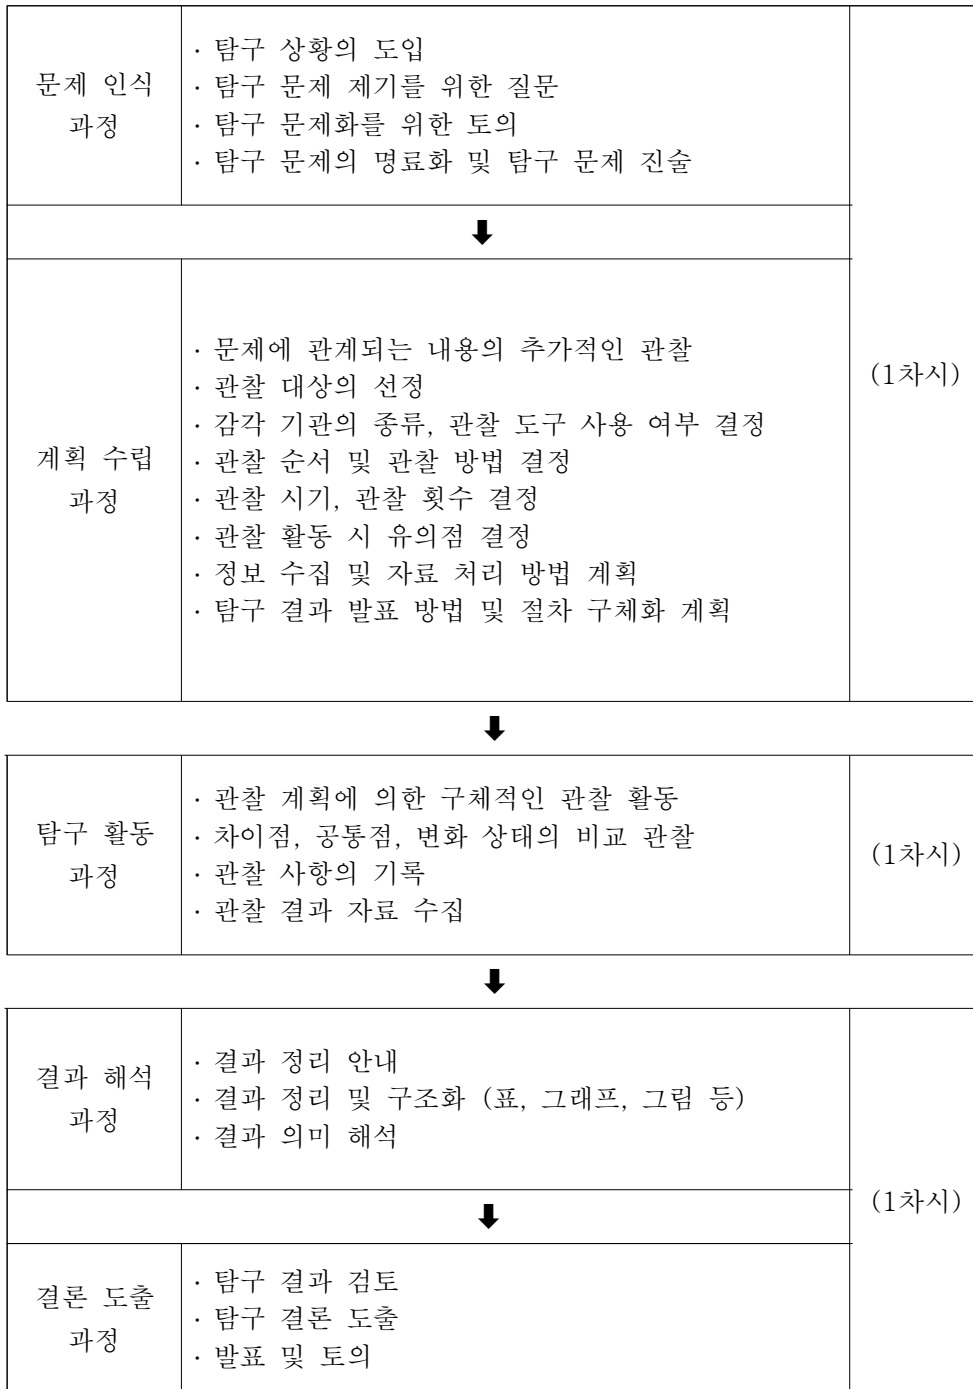 문제 인식
과정
· 탐구 상황의 도입
· 탐구 문제 제기를 위한 질문
· 탐구 문제화를 위한 토의
· 탐구 문제의 명료화 및 탐구 문제 진술
⬇
계획 수립
과정
· 문제에 관계되는 내용의 추가적인 관찰
· 관찰 대상의 선정
· 감각 기관의 종류, 관찰 도구 사용 여부 결정
· 관찰 순서 및 관찰 방법 결정
· 관찰 시기, 관찰 횟수 결정
· 관찰 활동 시 유의점 결정
· 정보 수집 및 자료 처리 방법 계획
· 탐구 결과 발표 방법 및 절차 구체화 계획
(1차시)
⬇
탐구 활동
과정
· 관찰 계획에 의한 구체적인 관찰 활동
· 차이점, 공통점, 변화 상태의 비교 관찰
· 관찰 사항의 기록
· 관찰 결과 자료 수집
(1차시)
⬇
결과 해석
과정
· 결과 정리 안내
· 결과 정리 및 구조화 (표, 그래프, 그림 등)
· 결과 의미 해석
⬇
(1차시)
결론 도출
과정
· 탐구 결과 검토
· 탐구 결론 도출
· 발표 및 토의